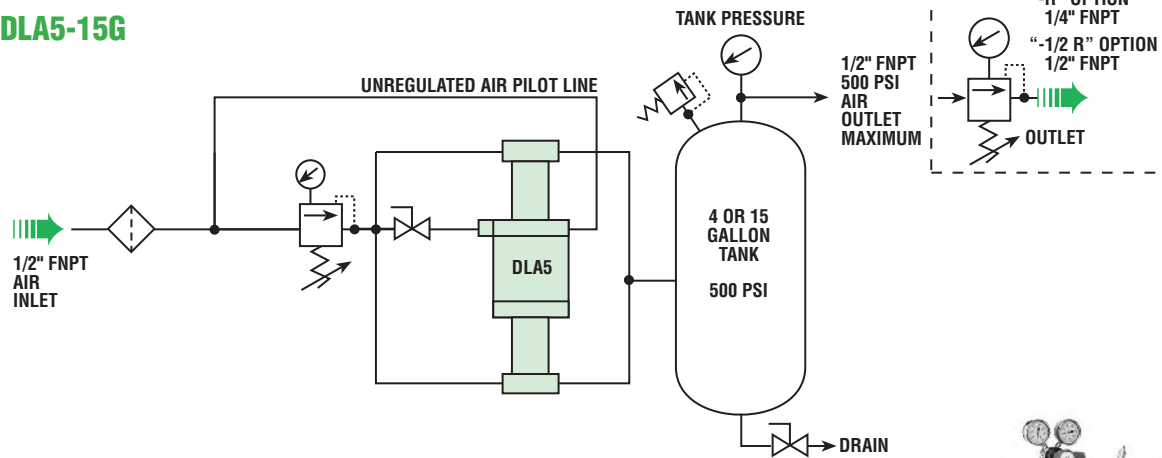 DLA5-15G
TANK PRESSURE
UNREGULATED AIR PILOT LINE
1/2" FNPT
AIR
INLET
DLA5
4 OR 15
GALLON
TANK
500 PSI
1/2" FNPT
500 PSI
AIR
OUTLET
MAXIMUM
DRAIN
OPTION
1/4" FNPT
“-1/2 R” OPTION
1/2" FNPT
OUTLET